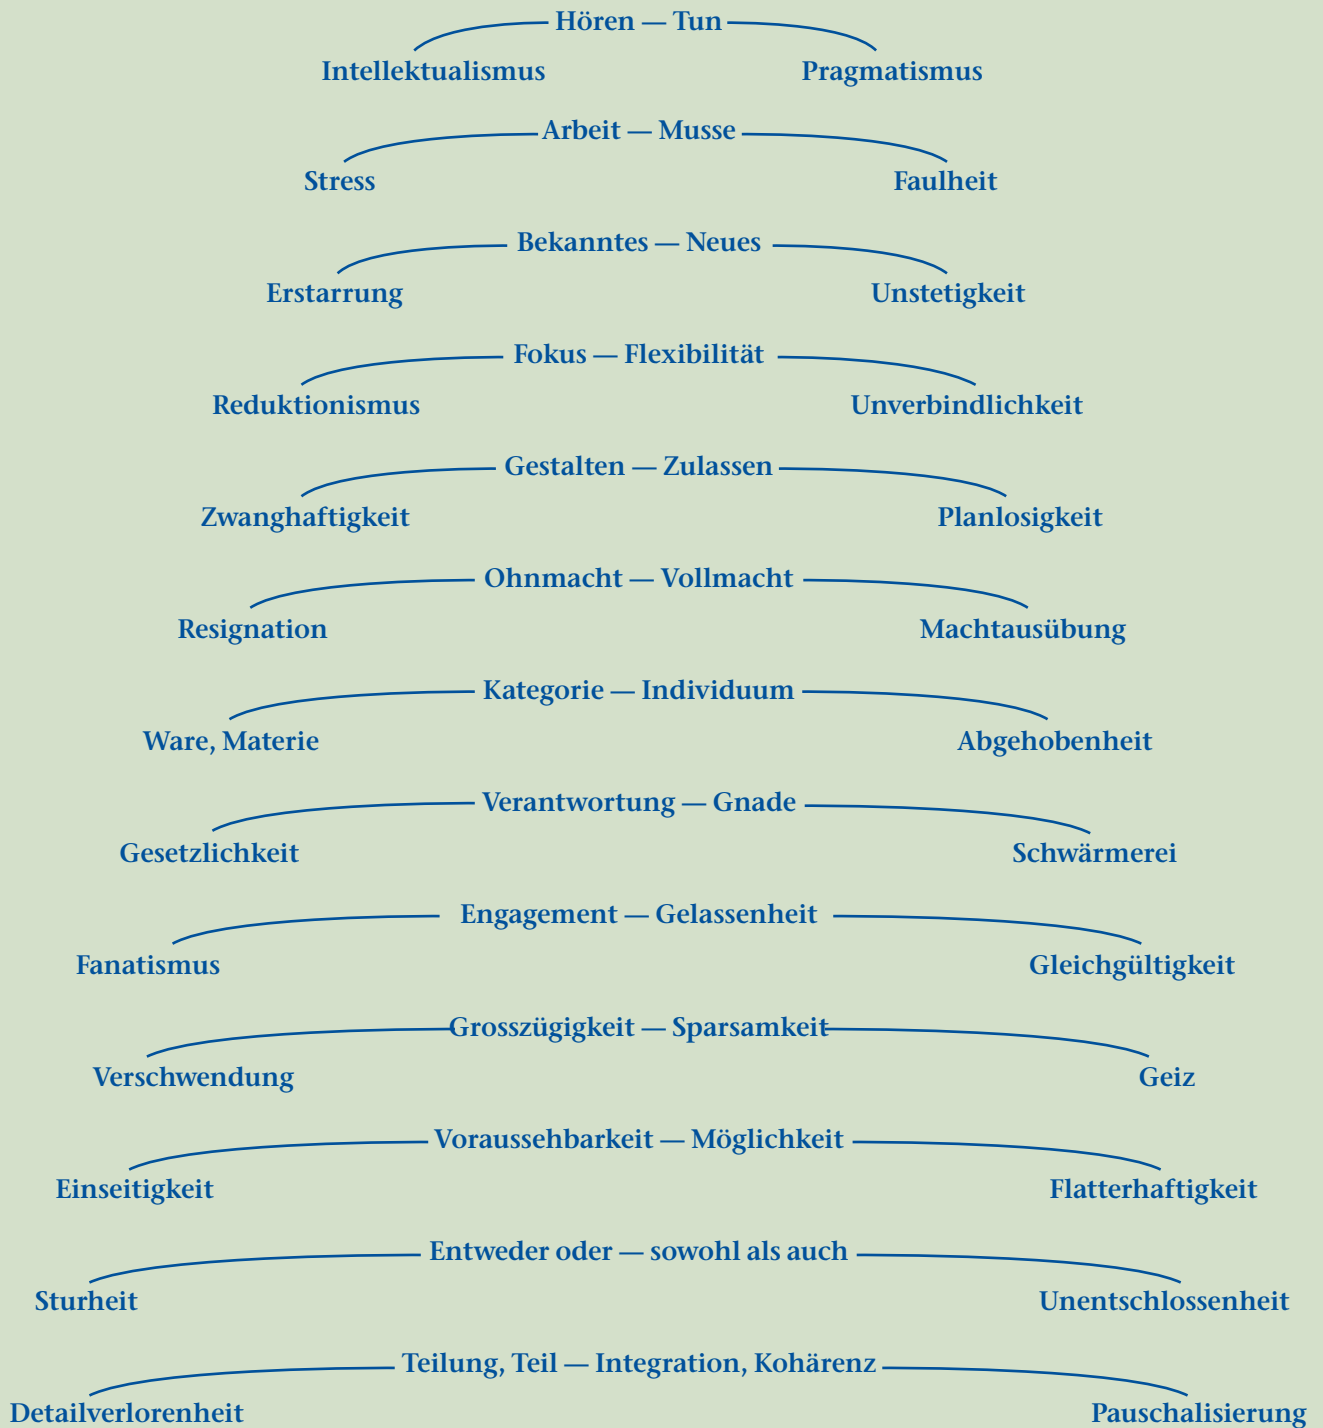 Hören — Tun
Intellektualismus Pragmatismus
Arbeit — Musse
Stress Faulheit
Bekanntes — Neues
Erstarrung Unstetigkeit
Fokus — Flexibilität
Reduktionismus Unverbindlichkeit
Gestalten — Zulassen
Zwanghaftigkeit Planlosigkeit
Ohnmacht — Vollmacht
Resignation Machtausübung
Kategorie — Individuum
Ware, Materie Abgehobenheit
Verantwortung — Gnade
Gesetzlichkeit Schwärmerei
Engagement — Gelassenheit
Fanatismus Gleichgültigkeit
Grosszügigkeit — Sparsamkeit
Verschwendung Geiz
Voraussehbarkeit — Möglichkeit
Einseitigkeit Flatterhaftigkeit
Entweder oder — sowohl als auch
Sturheit Unentschlossenheit
Teilung, Teil — Integration, Kohärenz
Detailverlorenheit Pauschalisierung